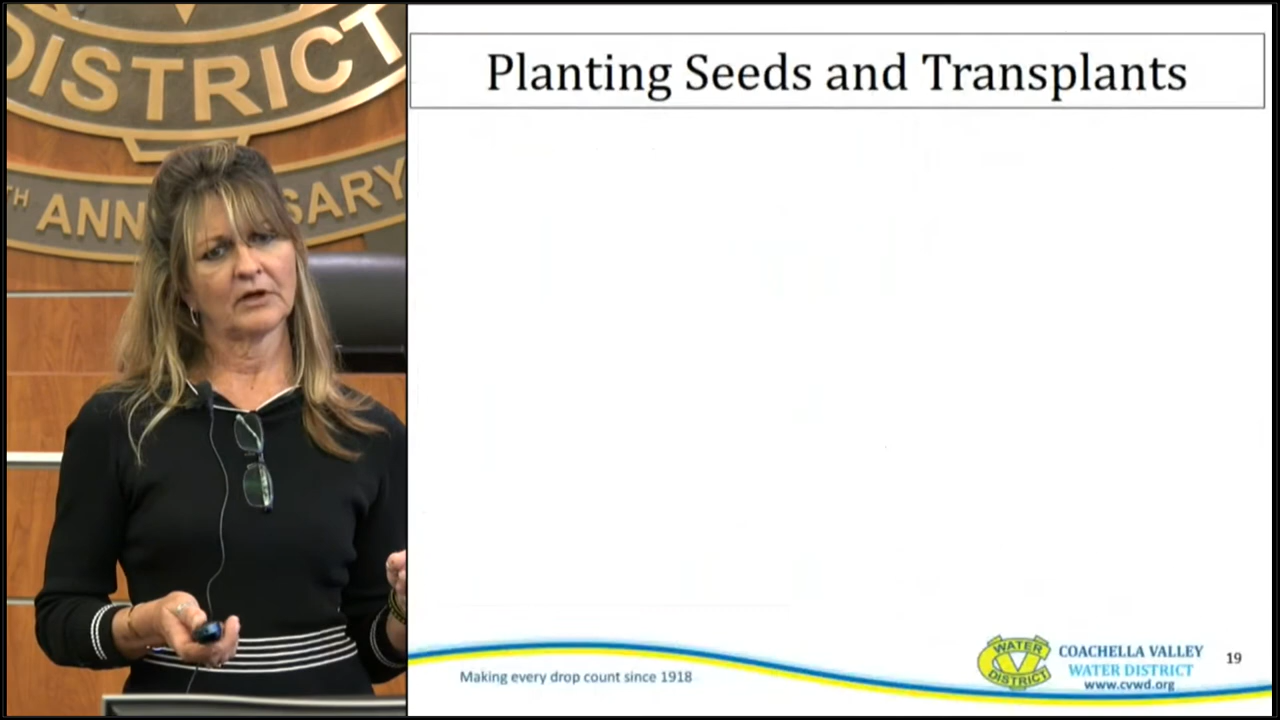 DISTRICT
TH ANN SARY
Planting Seeds and Transplants
Making every drop count since 1918
WATER
DISTRICT
COACHELLA VALLEY
WATER DISTRICT
www.cvwd.org
19